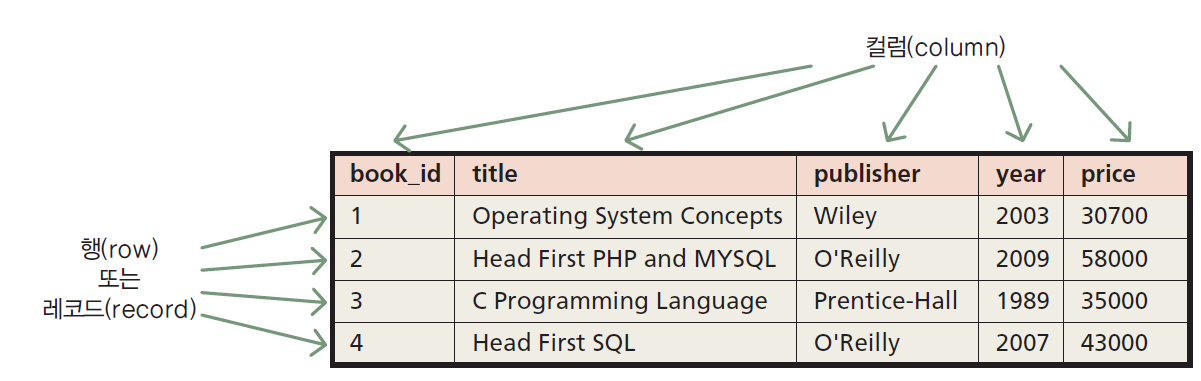 컬럼(column)
book_id title publisher year price
1 Operating System Concepts Wiley 2003 30700
2 Head First PHP and MYSQL O'Reilly 2009 58000
3 C Programming Language Prentice-Hall 1989 35000
4 Head First SQL O'Reilly 2007 43000
행(row)
또는
레코드(record)